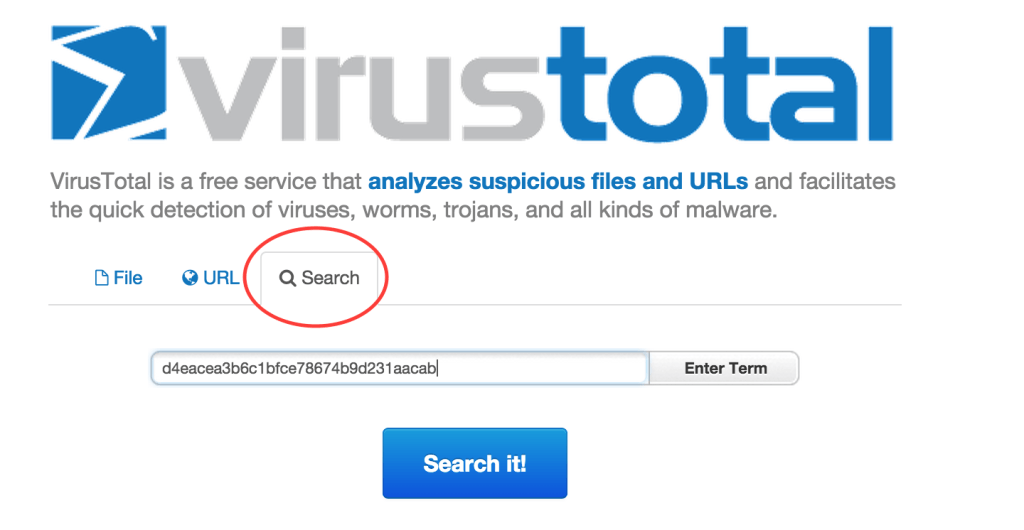 virustotal
VirusTotal is a free service that analyzes suspicious files and URLs and facilitates
the quick detection of viruses, worms, trojans, and all kinds of malware.
File URL Search
d4eacea3b6c1bfce78674b9d231aacab Enter Term
Search it!